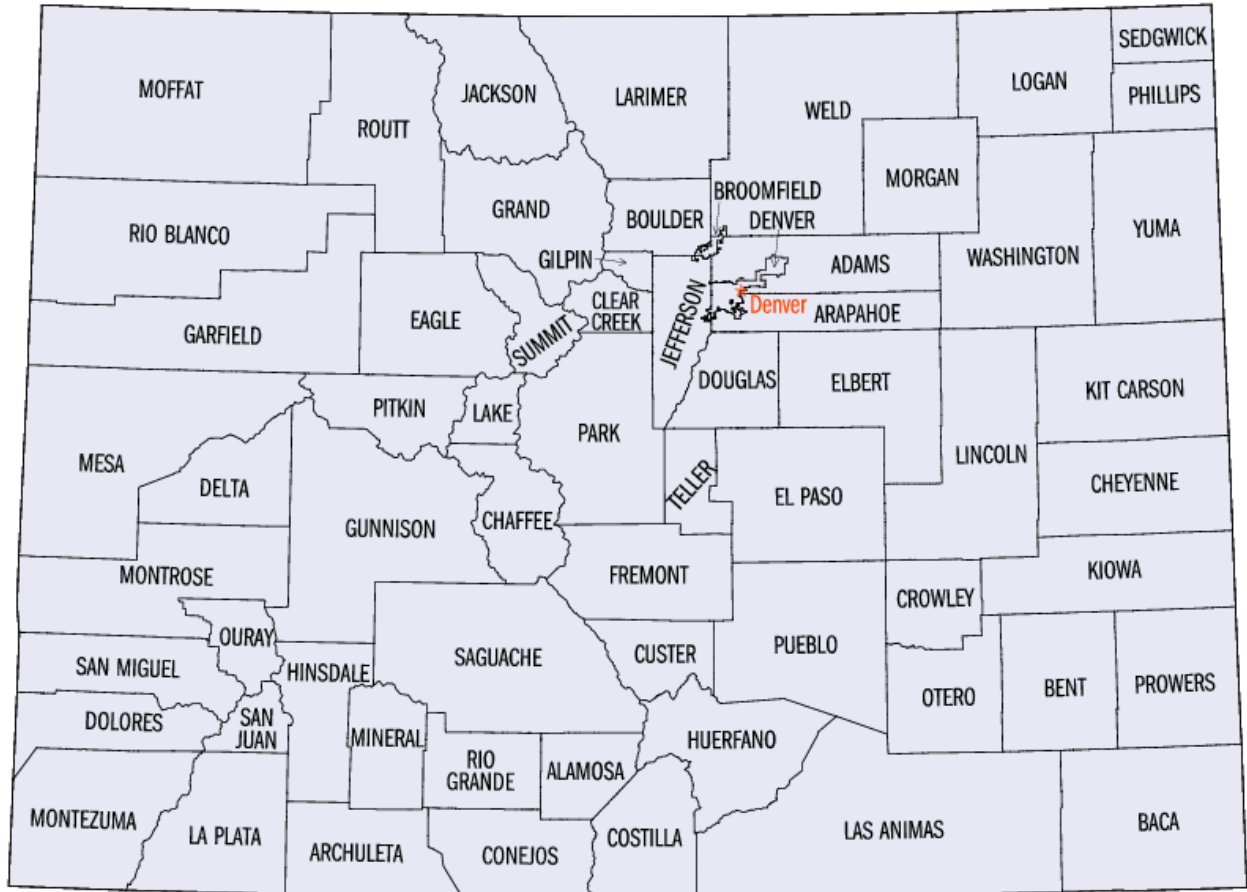 SEDGWICK
MOFFAT
JACKSON
LARIMER
LOGAN
PHILLIPS
WELD
ROUTT
MORGAN
BROOMFIELD
GRAND
BOULDER
DENVER
YUMA
RIO BLANCO
GILPIN
ADAMS
WASHINGTON
CLEAR
CREEK
Denver
ARAPAHOE
EAGLE
SUMMIT
JEFFERSON
GARFIELD
DOUGLAS
ELBERT
KIT CARSON
PITKIN
LAKE
PARK
LINCOLN
MESA
DELTA
TELLER
EL PASO
CHEYENNE
GUNNISON
CHAFFEE
MONTROSE
FREMONT
KIOWA
CROWLEY
OURAY
PUEBLO
SAN MIGUEL
HINSDALE
SAGUACHE
CUSTER
BENT
PROWERS
OTERO
DOLORES
SAN
JUAN
MINERAL
HUERFANO
RIO
GRANDE
ALAMOSA
MONTEZUMA
LA PLATA
ARCHULETA
CONEJOS
COSTILLA
LAS ANIMAS
BACA